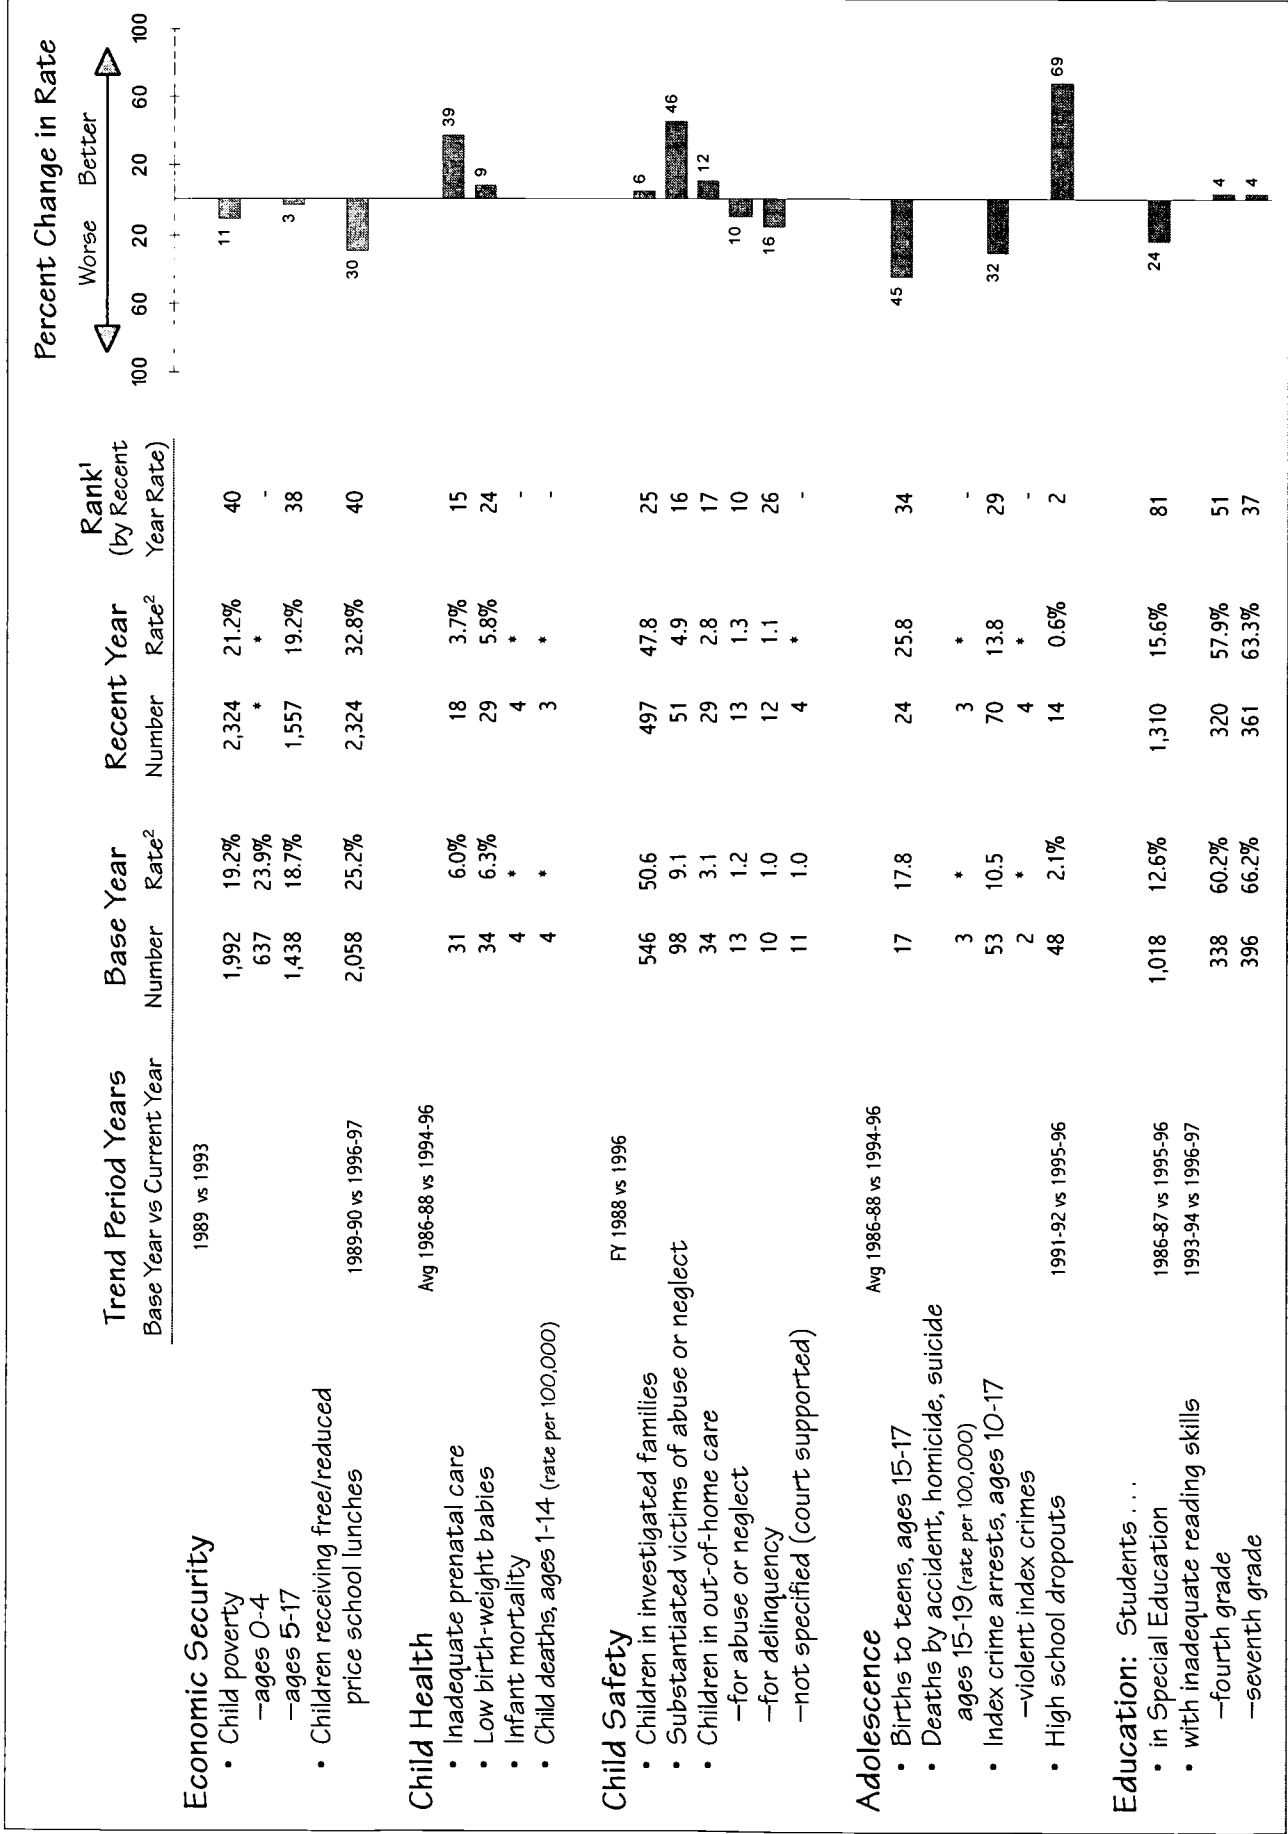 Percent Change in Rate
Worse Better
100 60 20 20 60 100
Trend Period Years Base Year Recent Year Rank¹
(by Recent
Base Year vs Current Year Number Rate² Number Rate² Year Rate)
Economic Security
1989 vs 1993
• Child poverty 1,992 19.2% 2,324 21.2% 40 11
–ages 0-4 637 23.9% * * -
–ages 5-17 1,438 18.7% 1,557 19.2% 38 3
• Children receiving free/reduced
price school lunches 1989-90 vs 1996-97 2,058 25.2% 2,324 32.8% 40 30
Child Health
Avg 1986-88 vs 1994-96
• Inadequate prenatal care 31 6.0% 18 3.7% 15 39
• Low birth-weight babies 34 6.3% 29 5.8% 24 9
• Infant mortality 4 * 4 * -
• Child deaths, ages 1-14 (rate per 100,000) 4 * 3 * -
Child Safety
FY 1988 vs 1996
• Children in investigated families 546 50.6 497 47.8 25 6
• Substantiated victims of abuse or neglect 98 9.1 51 4.9 16 46
• Children in out-of-home care 34 3.1 29 2.8 17 12
–for abuse or neglect 13 1.2 13 1.3 10 10
–for delinquency 10 1.0 12 1.1 26 16
–not specified (court supported) 11 1.0 4 * -
Adolescence
Avg 1986-88 vs 1994-96
• Births to teens, ages 15-17 17 17.8 24 25.8 34 45
• Deaths by accident, homicide, suicide
ages 15-19 (rate per 100,000) 3 * 3 * -
• Index crime arrests, ages 10-17 53 10.5 70 13.8 29 32
–violent index crimes 2 * 4 * -
• High school dropouts 1991-92 vs 1995-96 48 2.1% 14 0.6% 2 69
Education: Students . . . .
• in Special Education 1986-87 vs 1995-96 1,018 12.6% 1,310 15.6% 81 24
• with inadequate reading skills 1993-94 vs 1996-97
–fourth grade 338 60.2% 320 57.9% 51 4
–seventh grade 396 66.2% 361 63.3% 37 4